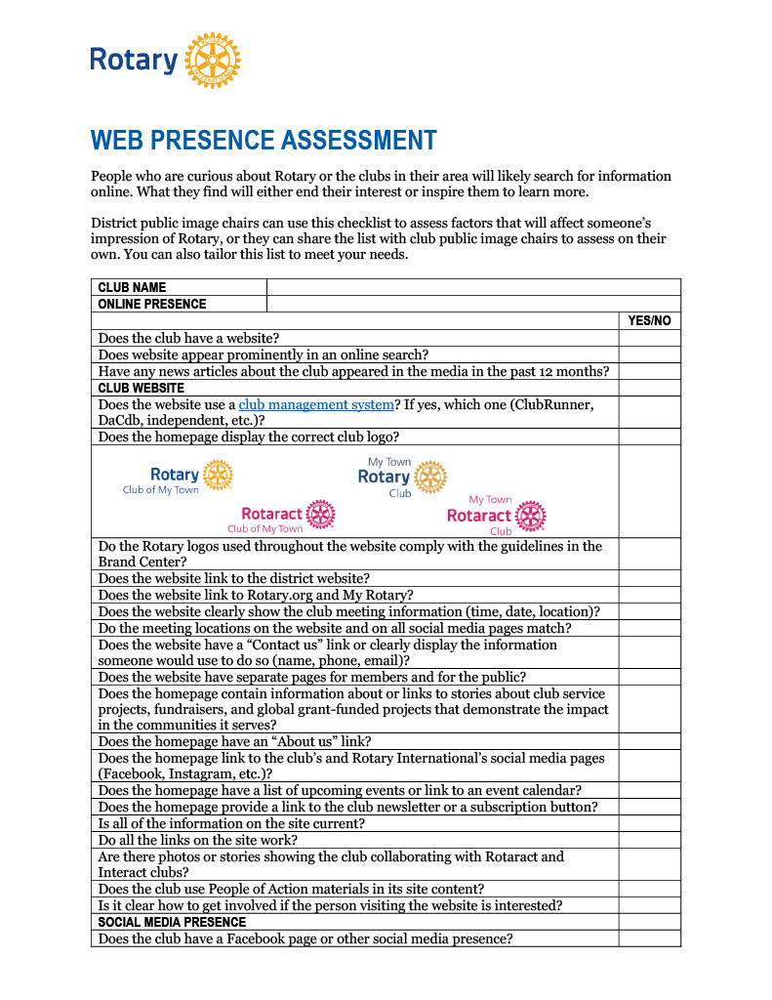 Rotary
ROTARY
INTERNATIONAL
WEB PRESENCE ASSESSMENT
People who are curious about Rotary or the clubs in their area will likely search for information
online. What they find will either end their interest or inspire them to learn more.
District public image chairs can use this checklist to assess factors that will affect someone’s
impression of Rotary, or they can share the list with club public image chairs to assess on their
own. You can also tailor this list to meet your needs.
CLUB NAME
ONLINE PRESENCE
YES/NO
Does the club have a website?
Does website appear prominently in an online search?
Have any news articles about the club appeared in the media in the past 12 months?
CLUB WEBSITE
Does the website use a club management system? If yes, which one (ClubRunner,
DaCdb, independent, etc.)?
Does the homepage display the correct club logo?
Rotary
Club of My Town
My Town
Rotary
Club
Rotaract
Club of My Town
My Town
Rotaract
Club
Do the Rotary logos used throughout the website comply with the guidelines in the
Brand Center?
Does the website link to the district website?
Does the website link to Rotary.org and My Rotary?
Does the website clearly show the club meeting information (time, date, location)?
Do the meeting locations on the website and on all social media pages match?
Does the website have a “Contact us” link or clearly display the information
someone would use to do so (name, phone, email)?
Does the website have separate pages for members and for the public?
Does the homepage contain information about or links to stories about club service
projects, fundraisers, and global grant-funded projects that demonstrate the impact
in the communities it serves?
Does the homepage have an “About us” link?
Does the homepage link to the club’s and Rotary International’s social media pages
(Facebook, Instagram, etc.)?
Does the homepage have a list of upcoming events or link to an event calendar?
Does the homepage provide a link to the club newsletter or a subscription button?
Is all of the information on the site current?
Do all the links on the site work?
Are there photos or stories showing the club collaborating with Rotaract and
Interact clubs?
Does the club use People of Action materials in its site content?
Is it clear how to get involved if the person visiting the website is interested?
SOCIAL MEDIA PRESENCE
Does the club have a Facebook page or other social media presence?